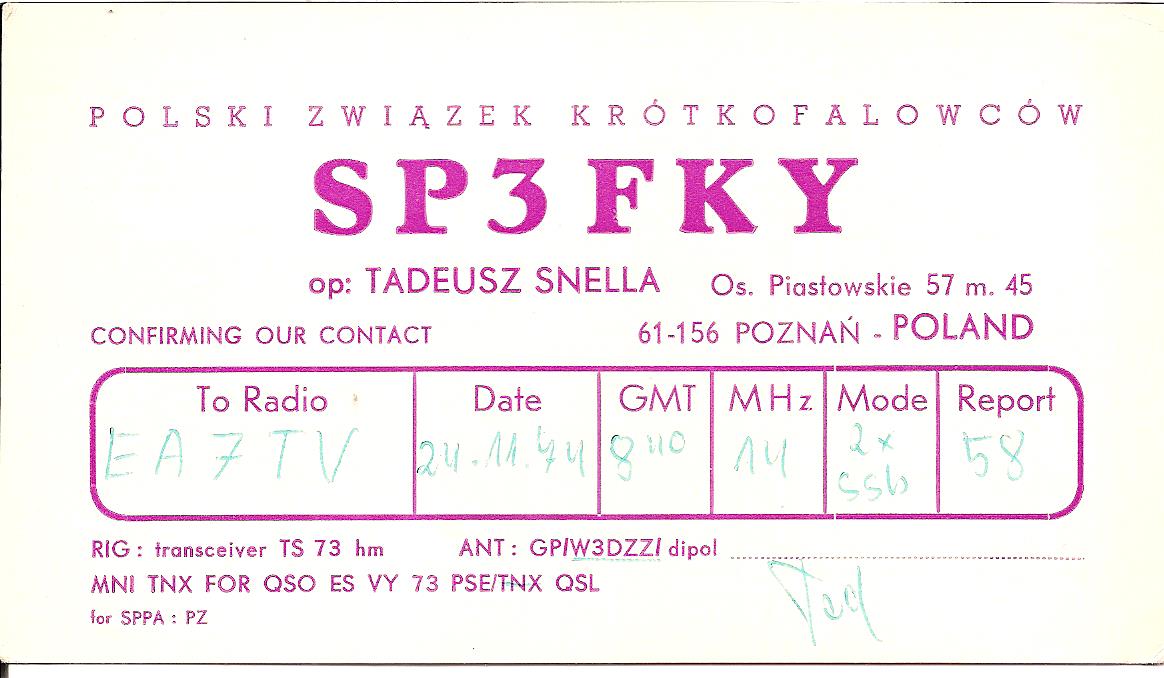 POLSKI ZWIĄZEK KRÓTKOFALOWCÓW
SP3FKY
op: TADEUSZ SNELLA Os. Piastowskie 57 m. 45
CONFIRMING OUR CONTACT 61-156 POZNAŃ - POLAND
To Radio Date GMT MHz Mode Report
EA7TV 24.11.74 8 14 2x SSb 58
RIG: transceiver TS 73 hm ANT: GP/W3DZZ/ dipol
MNI TNX FOR QSO ES VY 73 PSE/TNX QSL
Ted
for SPPA: PZ